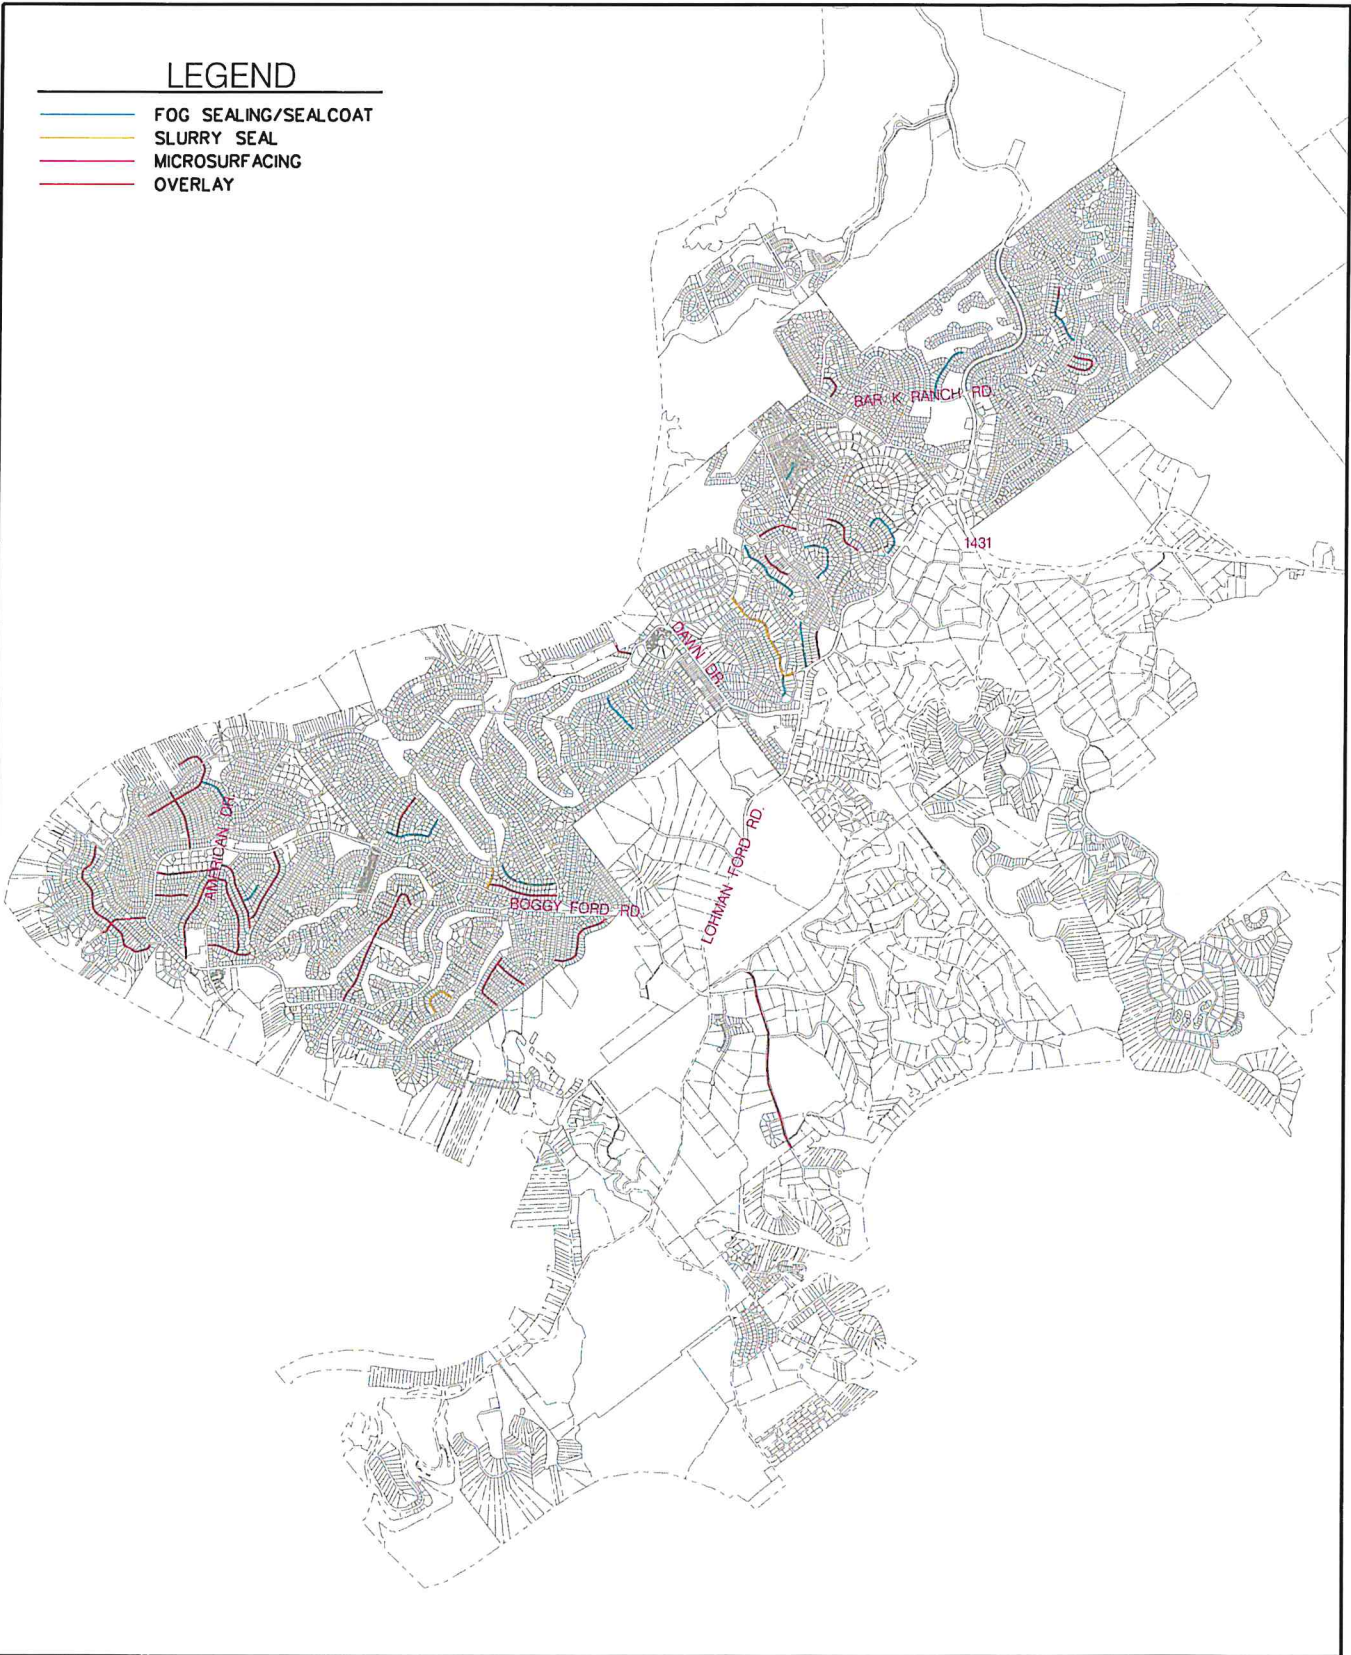 LEGEND
FOG SEALING/SEALCOAT
SLURRY SEAL
MICROSURFACING
OVERLAY
BAR K RANCH RD.
1431
DAWN DR.
AMERICAN DR.
LOHMAN FORD RD.
BOGGY FORD RD.